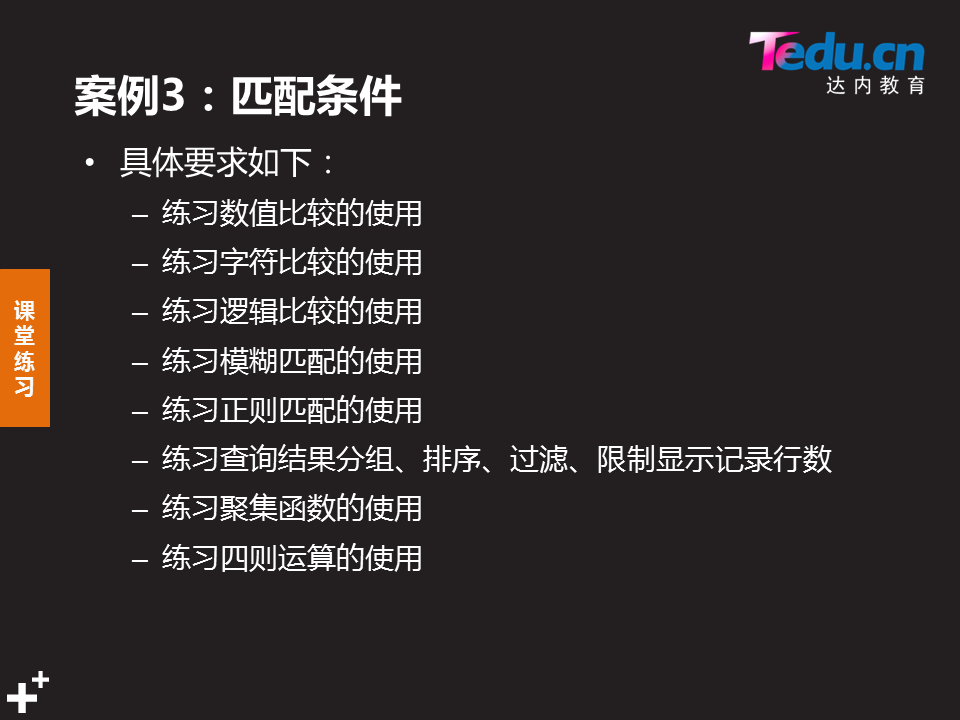 Tedu.cn
达内教育
案例3：匹配条件
• 具体要求如下：
– 练习数值比较的使用
– 练习字符比较的使用
– 练习逻辑比较的使用
– 练习模糊匹配的使用
– 练习正则匹配的使用
– 练习查询结果分组、排序、过滤、限制显示记录行数
– 练习聚集函数的使用
– 练习四则运算的使用
课
堂
练
习